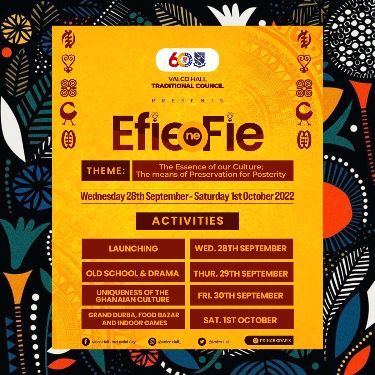 60
VALCO HALL
TRADITIONAL COUNCIL
PRESENTS
Efie ne Fie
THEME:
The Essence of our Culture;
The means of Preservation for Posterity
Wednesday 28th September- Saturday 1st October 2022
ACTIVITIES
LAUNCHING
WED. 28TH SEPTEMBER
OLD SCHOOL & DRAMA
THUR. 29TH SEPTEMBER
UNIQUENESS OF THE
GHANAIAN CULTURE
FRI. 30TH SEPTEMBER
GRAND DURBA, FOOD BAZAR
AND INDOOR GAMES
SAT. 1ST OCTOBER